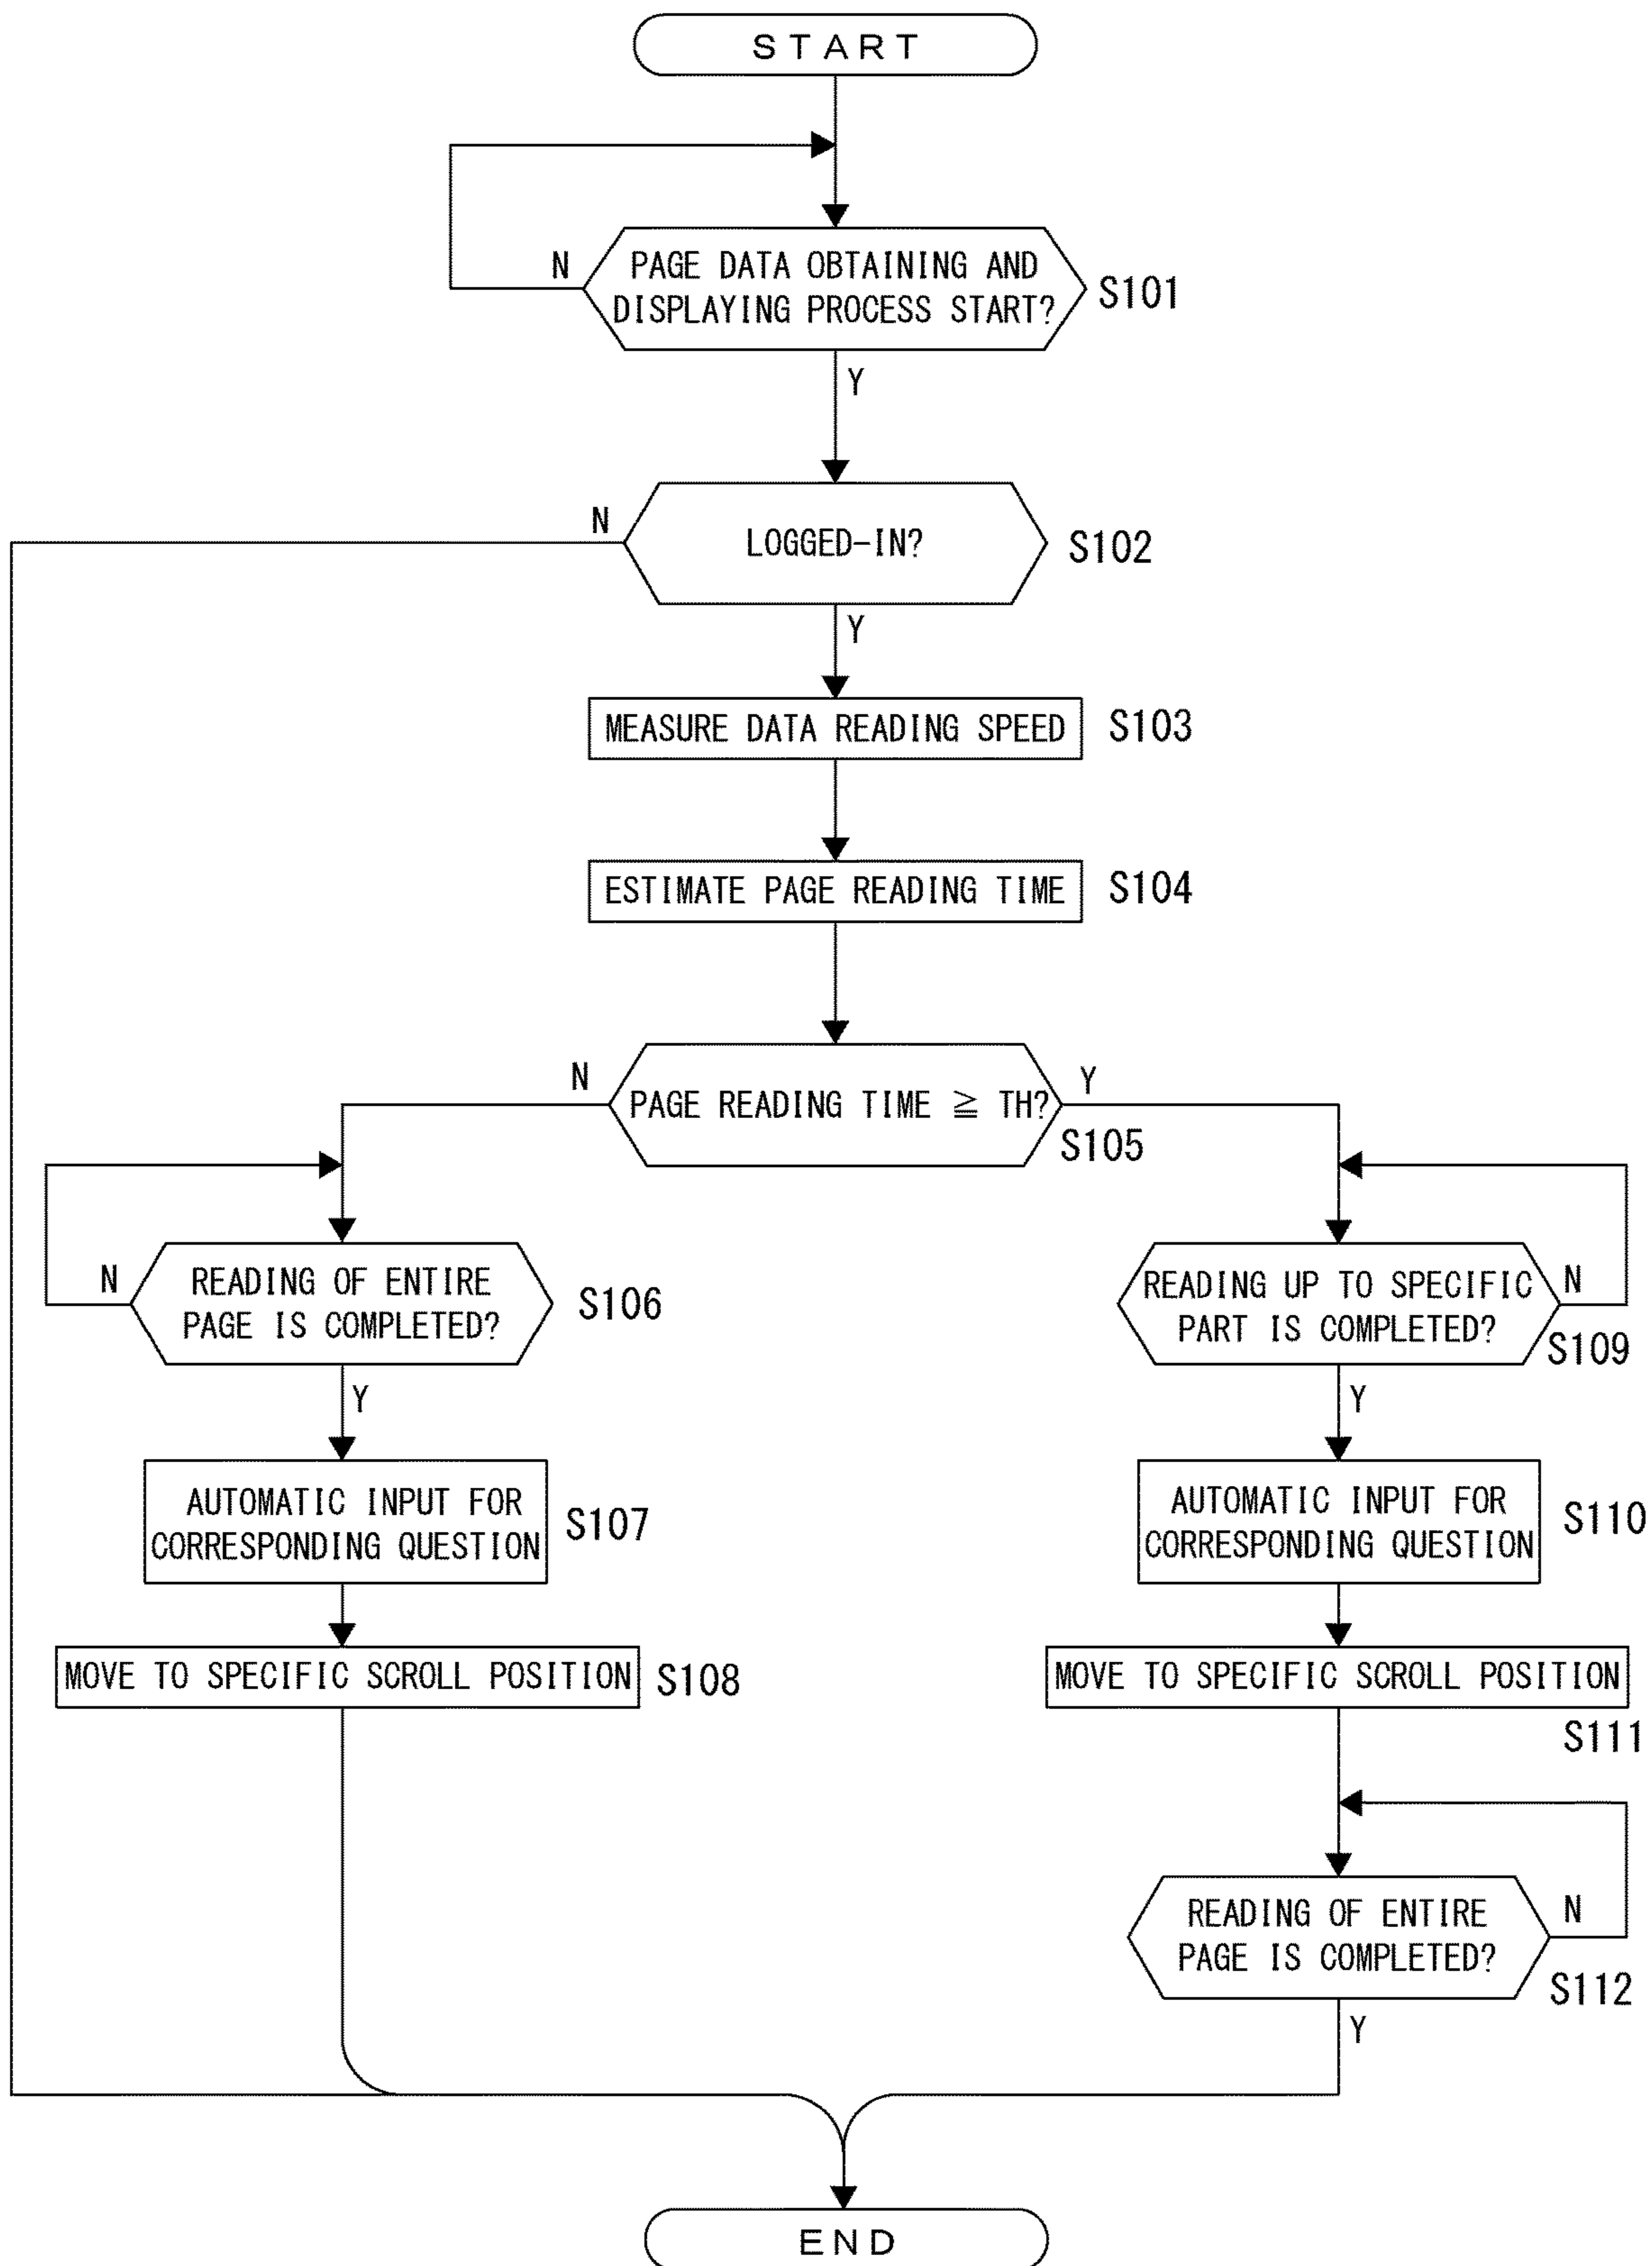 START
N
PAGE DATA OBTAINING AND
DISPLAYING PROCESS START?
S101
Y
N
LOGGED-IN?
S102
Y
MEASURE DATA READING SPEED
S103
ESTIMATE PAGE READING TIME
S104
N
PAGE READING TIME ≧ TH?
Y
S105
N
READING OF ENTIRE
PAGE IS COMPLETED?
S106
Y
AUTOMATIC INPUT FOR
CORRESPONDING QUESTION
S107
MOVE TO SPECIFIC SCROLL POSITION
S108
READING UP TO SPECIFIC
PART IS COMPLETED?
N
S109
Y
AUTOMATIC INPUT FOR
CORRESPONDING QUESTION
S110
MOVE TO SPECIFIC SCROLL POSITION
S111
READING OF ENTIRE
PAGE IS COMPLETED?
N
S112
Y
END